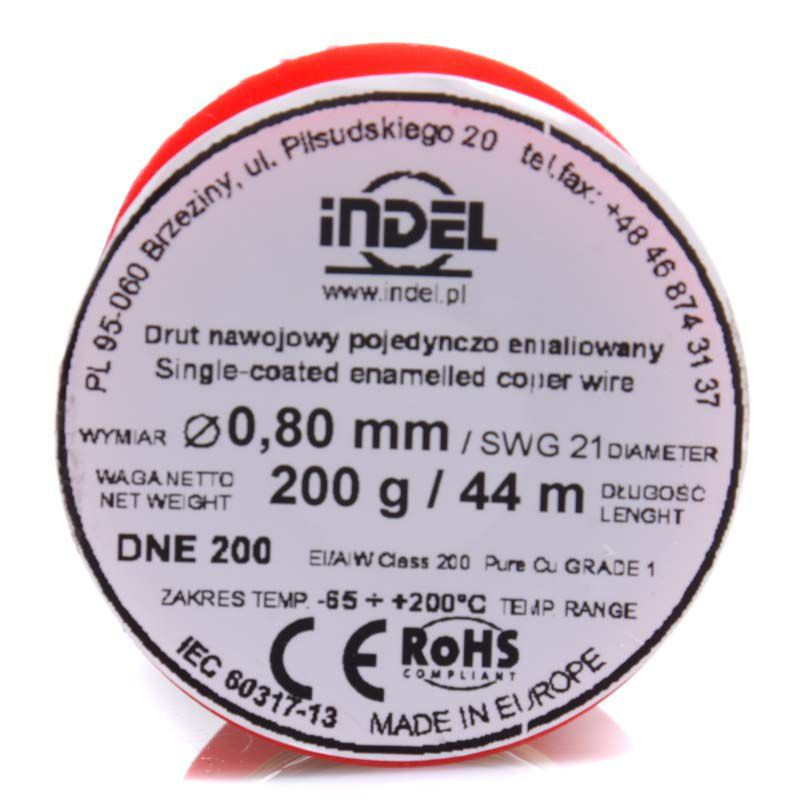 PL 95-060 Brzeziny, ul. Piłsudskiego 20 tel.fax: +48 46 874 31 37
iNDEL
www.indel.pl
Drut nawojowy pojedynczo emaliowany
Single-coated enamelled coper wire
WYMIAR Ø0,80 mm / SWG 21 DIAMETER
WAGA NETTO
NET WEIGHT
200 g / 44 m
DŁUGOŚĆ
LENGHT
DNE 200 EI/AIW Class 200 Pure Cu GRADE 1
ZAKRES TEMP. -65 ÷ +200°C TEMP. RANGE
CE RoHS
COMPLIANT
IEC 60317-13 MADE IN EUROPE